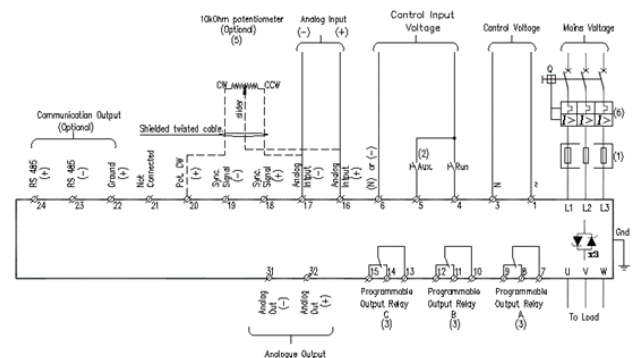 10kOhm potentiometer
(Optional)
(5)
Analog Input
(-) (+)
Control Input
Voltage
Control Voltage
Mains Voltage
Q
CW CCW
slider
Communication Output
(Optional)
Shielded twisted cable
(6)
(1)
RS 485 (+)
RS 485 (-)
Ground (+)
Not Connected
Pot. CW (+)
Sync. Signal (-)
Sync. Signal (+)
Analog Intput (-)
Analog Intput (+)
(N) or (-)
(2)
Aux.
Run
N
~
24 23 22 21 20 19 18 17 16 6 5 4 3 1 L1 L2 L3
x3
Gnd
31 32
15 14 13 12 11 10 9 8 7 U V W
Analog Out (-)
Analog Out (+)
Programmable
Output Relay
C
(3)
Programmable
Output Relay
B
(3)
Programmable
Output Relay
A
(3)
To Load
Analogue Output